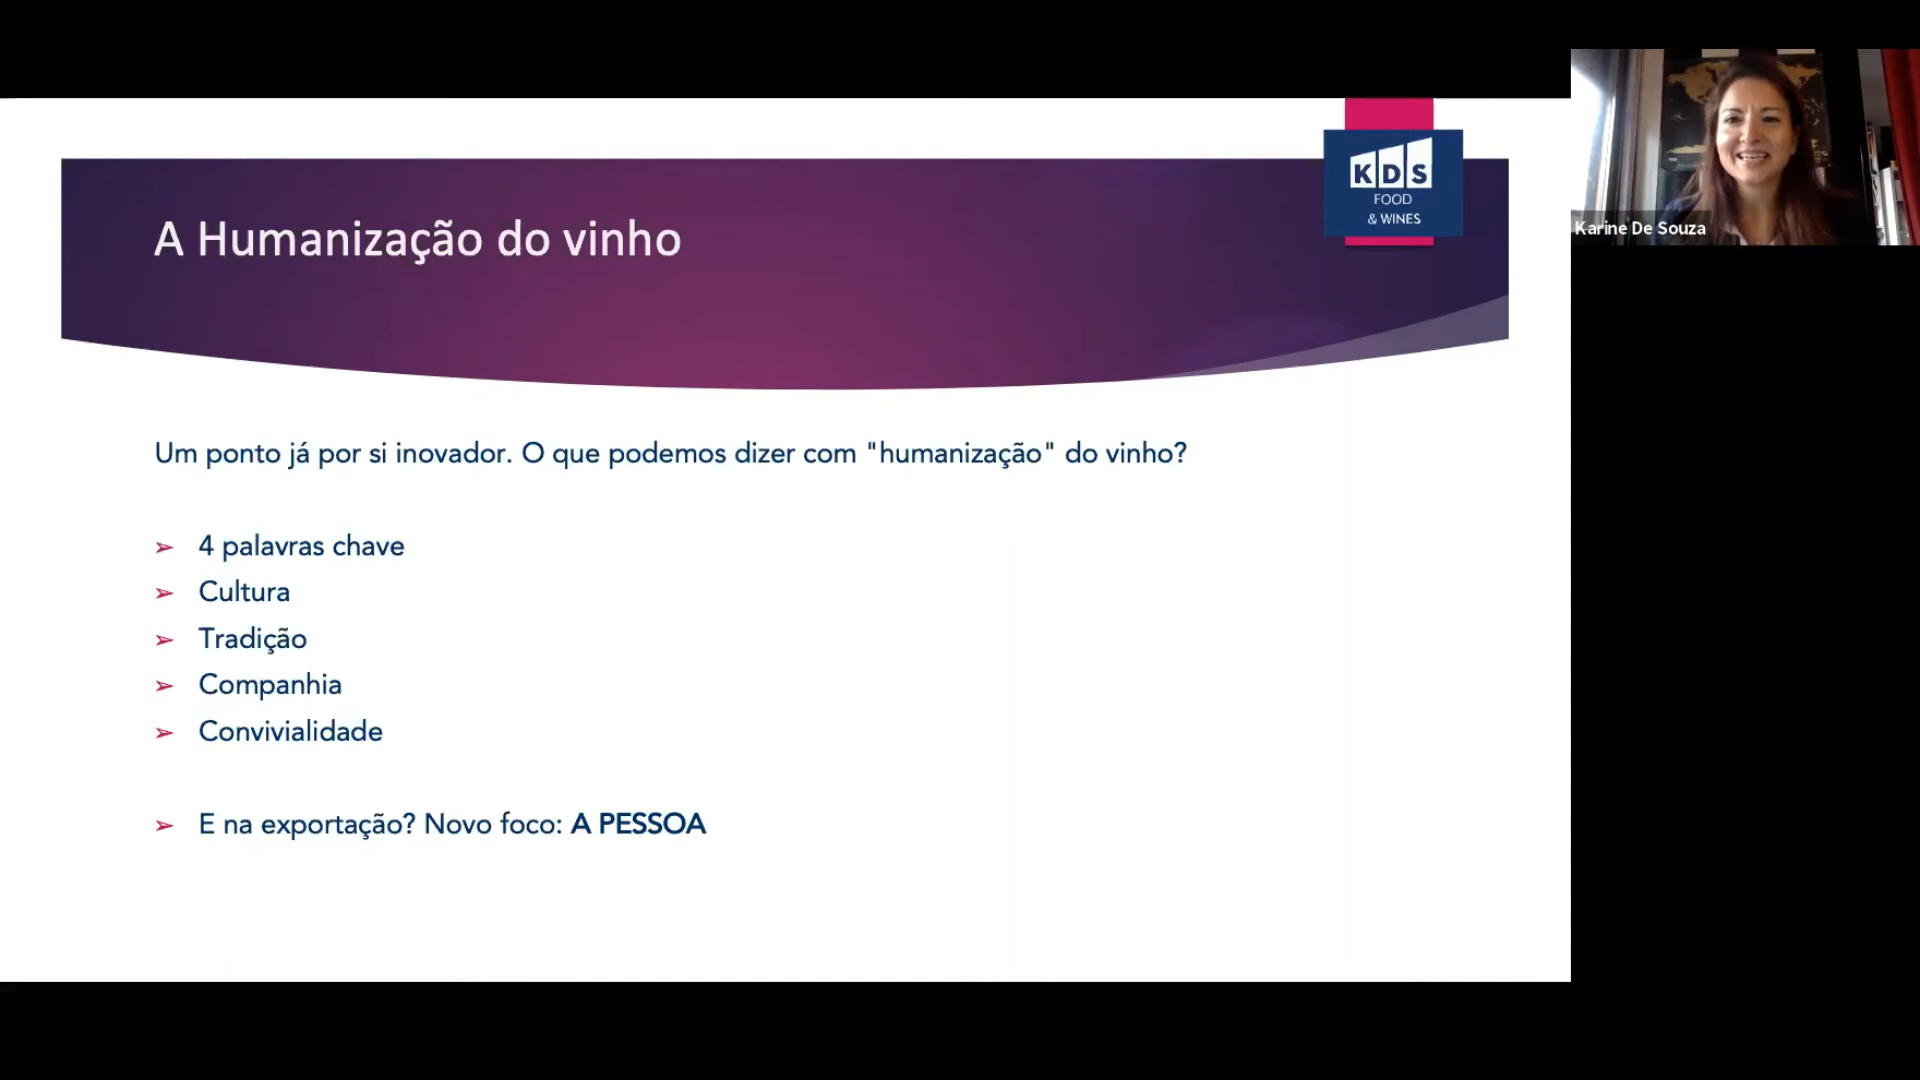 KDS
FOOD
& WINES
A Humanização do vinho
Karine De Souza
Um ponto já por si inovador. O que podemos dizer com "humanização" do vinho?
➢ 4 palavras chave
➢ Cultura
➢ Tradição
➢ Companhia
➢ Convivialidade
➢ E na exportação? Novo foco: A PESSOA